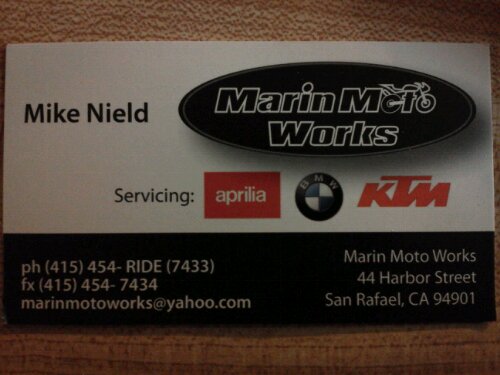 Mike Nield
Marin Moto
Works
Servicing: aprilia BMW KTM
ph (415) 454- RIDE (7433)
fx (415) 454- 7434
marinmotoworks@yahoo.com
Marin Moto Works
44 Harbor Street
San Rafael, CA 94901